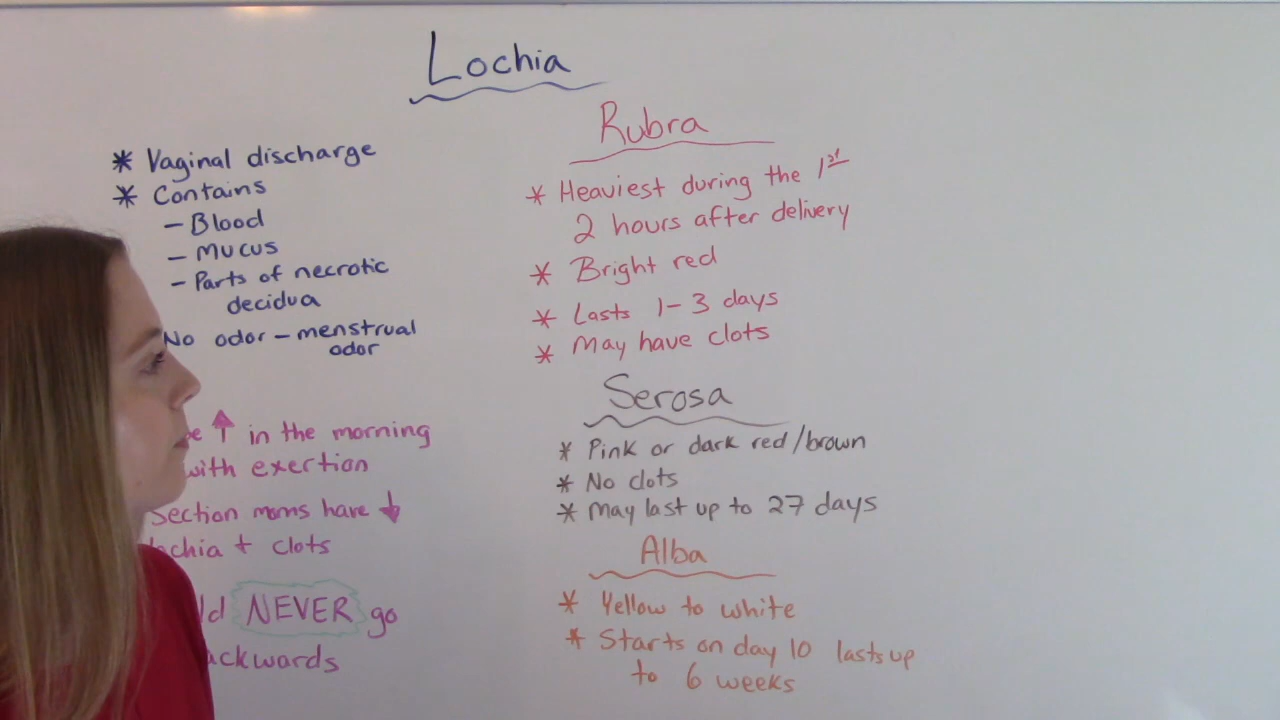 Lochia
* Vaginal discharge
* Contains
- Blood
- Mucus
- Parts of necrotic
decidua
No odor - menstrual
odor
↑ in the morning
with exertion
Section moms have ↓
+ clots
NEVER go
Rubra
* Heaviest during the 1st
2 hours after delivery
* Bright red
* Lasts 1-3 days
* May have clots
Serosa
* Pink or dark red/brown
* No clots
* May last up to 27 days
Alba
* Yellow to white
* Starts on day 10 lasts up
to 6 weeks